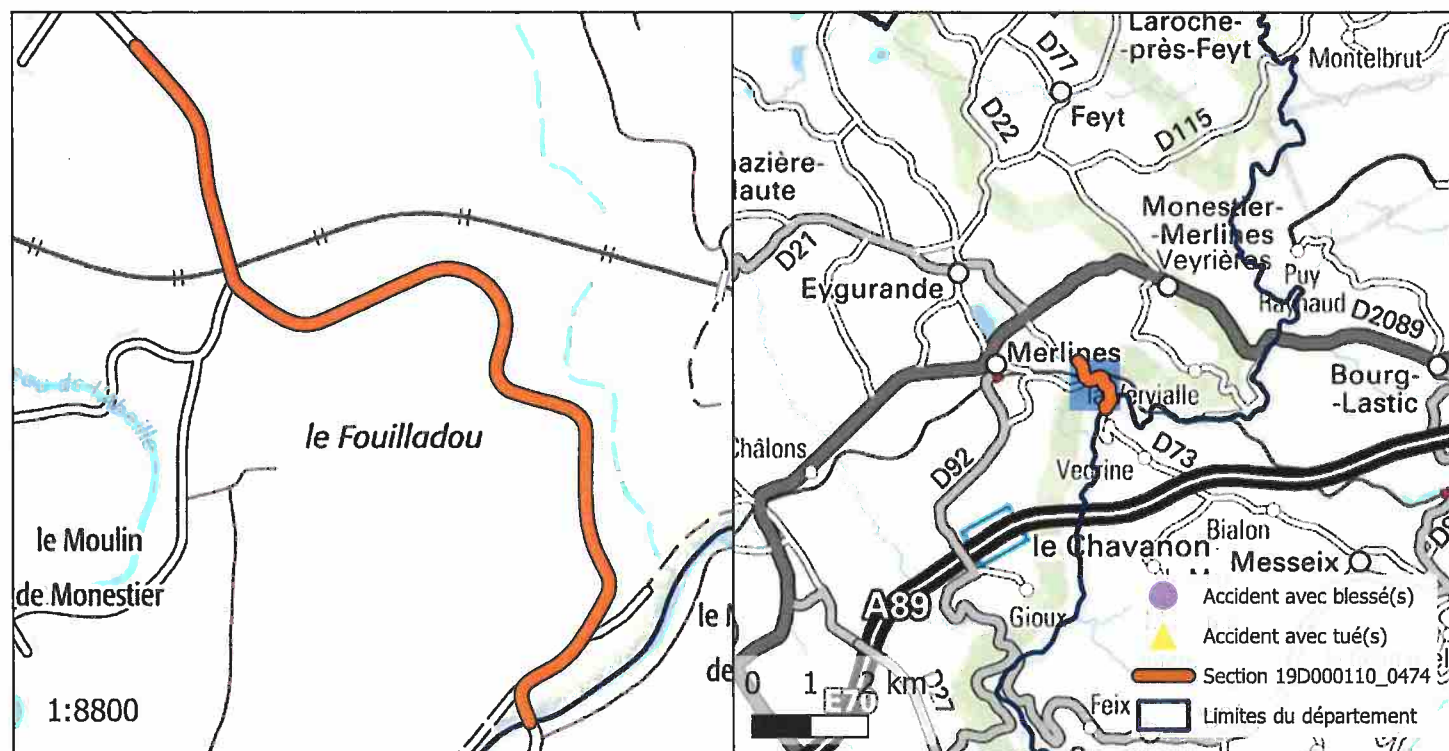 le Fouilladou
le Moulin
de Monestier
1:8800
Laroche-
-près-Feyt
Montelbrut
D77
D22
Feyt
D115
D21
Monestier-
-Merlines
Veyrières
Puy
Raynaud
D2089
Eygurande
Merlines
Bourg-
-Lastic
Châlons
D92
D73
Vedrine
le Chavanon
Bialon
Messeix
A89
Gioux
Feix
E70
0 1 2 km
Accident avec blessé(s)
Accident avec tué(s)
Section 19D000110_0474
Limites du département